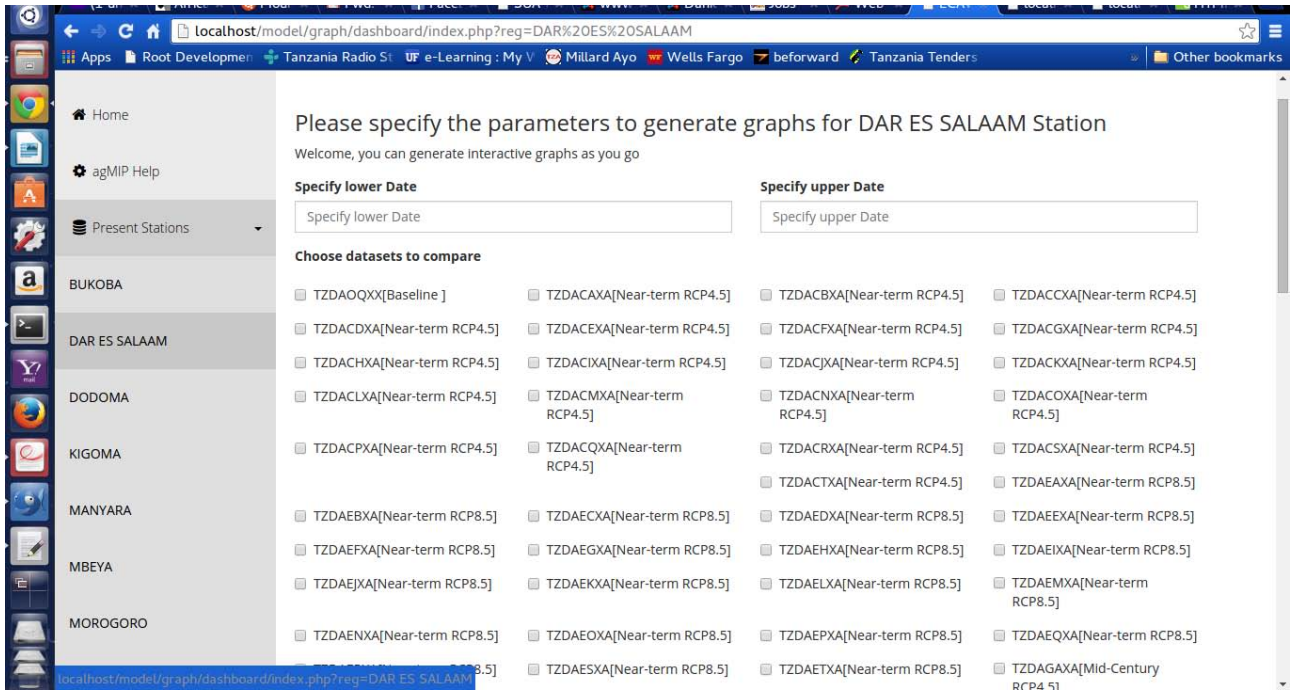 localhost/model/graph/dashboard/index.php?reg=DAR%20ES%20SALAAM
Apps Root Developmen Tanzania Radio St UF e-Learning : My V Millard Ayo Wells Fargo beforward Tanzania Tenders » Other bookmarks
Home
agMIP Help
Present Stations
BUKOBA
DAR ES SALAAM
DODOMA
KIGOMA
MANYARA
MBEYA
MOROGORO
Please specify the parameters to generate graphs for DAR ES SALAAM Station
Welcome, you can generate interactive graphs as you go
Specify lower Date Specify upper Date
Specify lower Date Specify upper Date
Choose datasets to compare
TZDAOQXX[Baseline ] TZDACAXA[Near-term RCP4.5] TZDACBXA[Near-term RCP4.5] TZDACCXA[Near-term RCP4.5]
TZDACDXA[Near-term RCP4.5] TZDACEXA[Near-term RCP4.5] TZDACFXA[Near-term RCP4.5] TZDACGXA[Near-term RCP4.5]
TZDACHXA[Near-term RCP4.5] TZDACIXA[Near-term RCP4.5] TZDACJXA[Near-term RCP4.5] TZDACKXA[Near-term RCP4.5]
TZDACLXA[Near-term RCP4.5] TZDACMXA[Near-term TZDACNXA[Near-term TZDACOXA[Near-term
RCP4.5] RCP4.5] RCP4.5]
TZDACPXA[Near-term RCP4.5] TZDACQXA[Near-term TZDACRXA[Near-term RCP4.5] TZDACSXA[Near-term RCP4.5]
RCP4.5]
TZDACTXA[Near-term RCP4.5] TZDAEAXA[Near-term RCP8.5]
TZDAEBXA[Near-term RCP8.5] TZDAECXA[Near-term RCP8.5] TZDAEDXA[Near-term RCP8.5] TZDAEEXA[Near-term RCP8.5]
TZDAEFXA[Near-term RCP8.5] TZDAEGXA[Near-term RCP8.5] TZDAEHXA[Near-term RCP8.5] TZDAEIXA[Near-term RCP8.5]
TZDAEJXA[Near-term RCP8.5] TZDAEKXA[Near-term RCP8.5] TZDAELXA[Near-term RCP8.5] TZDAEMXA[Near-term
RCP8.5]
TZDAENXA[Near-term RCP8.5] TZDAEOXA[Near-term RCP8.5] TZDAEPXA[Near-term RCP8.5] TZDAEQXA[Near-term RCP8.5]
8.5] TZDAESXA[Near-term RCP8.5] TZDAETXA[Near-term RCP8.5] TZDAGAXA[Mid-Century
RCP4.5]
localhost/model/graph/dashboard/index.php?reg=DAR ES SALAAM